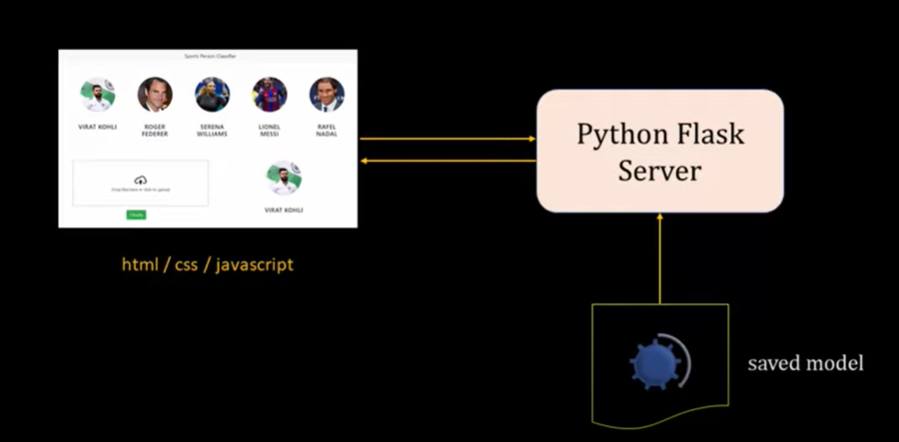 Sports Person Classifier
VIRAT KOHLI
ROGER
FEDERER
SERENA
WILLIAMS
LIONEL
MESSI
RAFEL
NADAL
Drop files here or click to upload
Classify
VIRAT KOHLI
html / css / javascript
Python Flask
Server
saved model